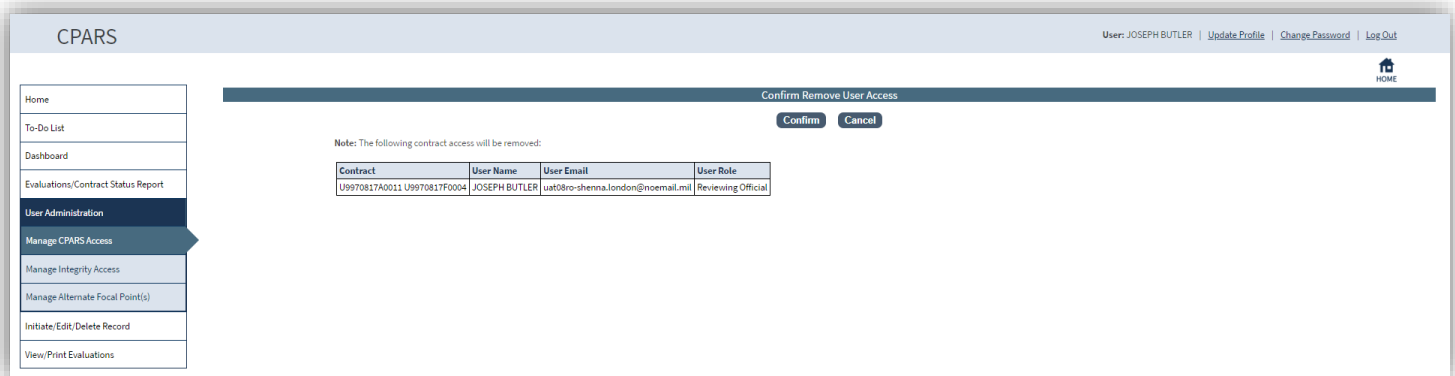 CPARS
User: JOSEPH BUTLER | Update Profile | Change Password | Log Out
HOME
Home
To-Do List
Dashboard
Evaluations/Contract Status Report
User Administration
Manage CPARS Access
Manage Integrity Access
Manage Alternate Focal Point(s)
Initiate/Edit/Delete Record
View/Print Evaluations
Confirm Remove User Access
Confirm Cancel
Note: The following contract access will be removed:
Contract User Name User Email User Role
U9970817A0011 U9970817F0004 JOSEPH BUTLER uat08ro-shenna.london@noemail.mil Reviewing Official